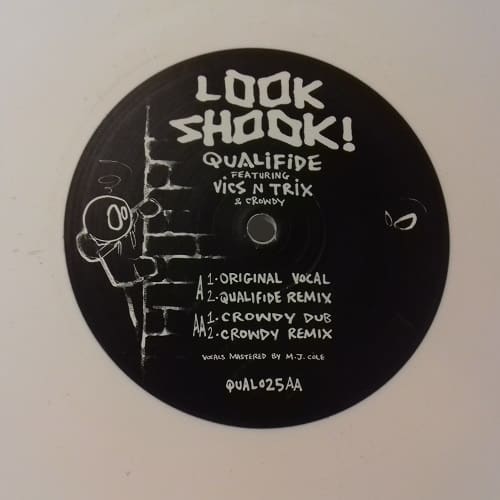 LOOK
SHOOK!
QUALiFiDE
FEATURING
ViCS N TRiX
& CROWDY
A 1-ORIGINAL VOCAL
2-QUALIFIDE REMIX
AA 1-CROWDY DUB
2-CROWDY REMIX
VOCALS MASTERED BY M.J. COLE
QUAL025AA